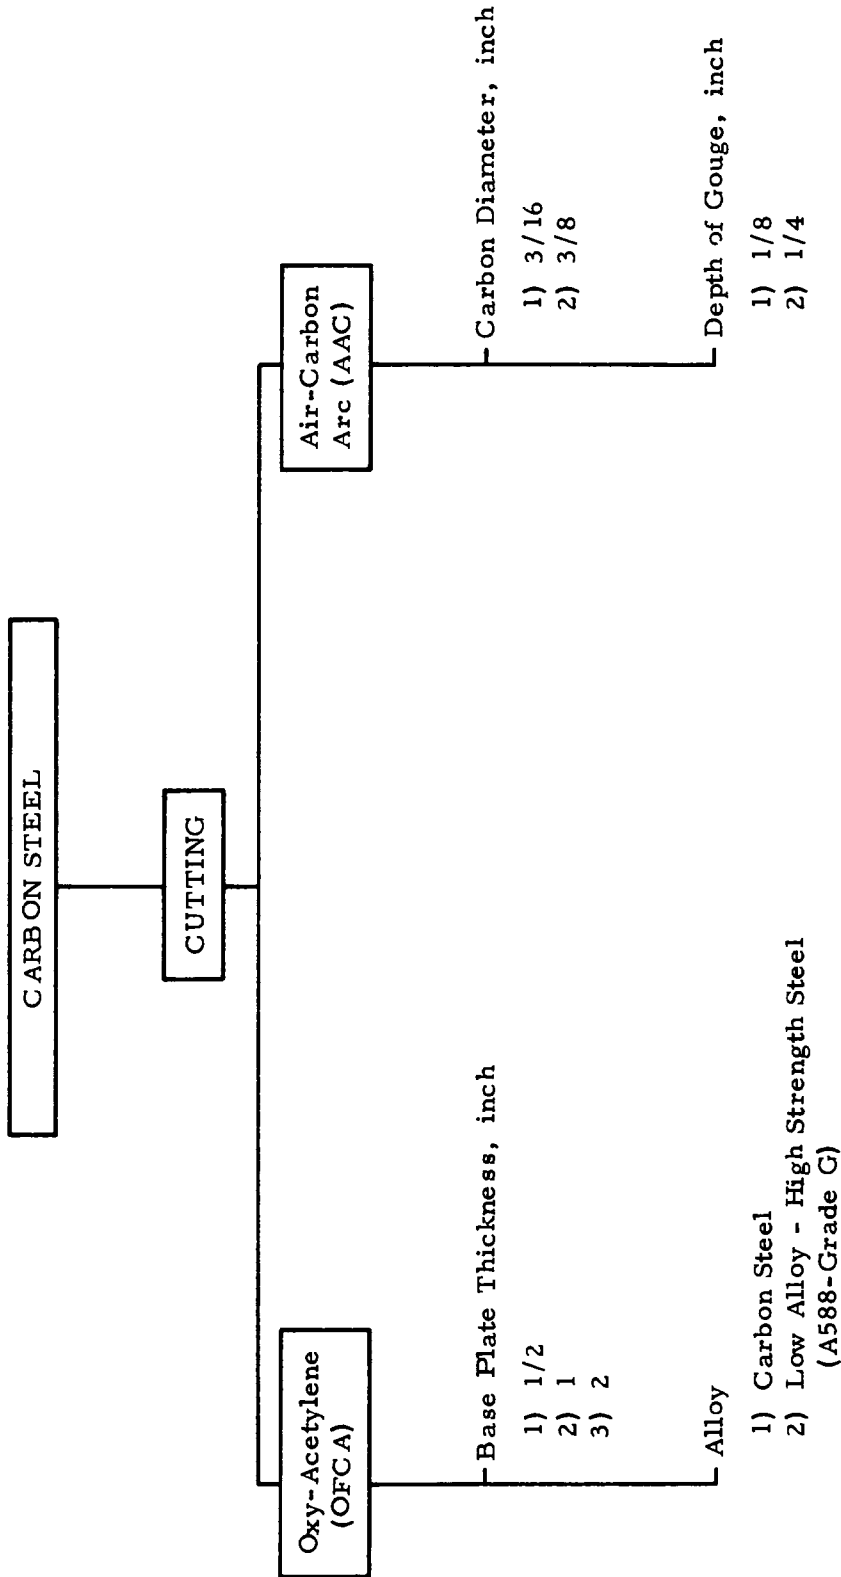 CARBON STEEL
CUTTING
Oxy-Acetylene
(OFCA)
Base Plate Thickness, inch
1) 1/2
2) 1
3) 2
Alloy
1) Carbon Steel
2) Low Alloy - High Strength Steel
(A588-Grade G)
Air-Carbon
Arc (AAC)
Carbon Diameter, inch
1) 3/16
2) 3/8
Depth of Gouge, inch
1) 1/8
2) 1/4